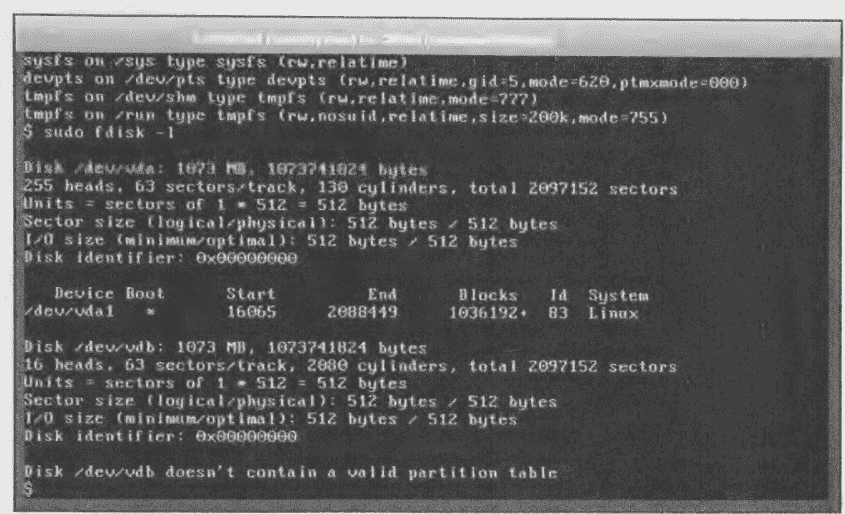 sysfs on /sys type sysfs (rw,relatime)
devpts on /dev/pts type devpts (rw,relatime,gid=5,mode=620,ptmxmode=000)
tmpfs on /dev/shm type tmpfs (rw,relatime,mode=777)
tmpfs on /run type tmpfs (rw,nosuid,relatime,size=200k,mode=755)
$ sudo fdisk -l
Disk /dev/vda: 1073 MB, 1073741824 bytes
255 heads, 63 sectors/track, 130 cylinders, total 2097152 sectors
Units = sectors of 1 * 512 = 512 bytes
Sector size (logical/physical): 512 bytes / 512 bytes
I/O size (minimum/optimal): 512 bytes / 512 bytes
Disk identifier: 0x00000000
Device Boot Start End Blocks Id System
/dev/vda1 * 16065 2088449 1036192+ 83 Linux
Disk /dev/vdb: 1073 MB, 1073741824 bytes
16 heads, 63 sectors/track, 2080 cylinders, total 2097152 sectors
Units = sectors of 1 * 512 = 512 bytes
Sector size (logical/physical): 512 bytes / 512 bytes
I/O size (minimum/optimal): 512 bytes / 512 bytes
Disk identifier: 0x00000000
Disk /dev/vdb doesn't contain a valid partition table
$